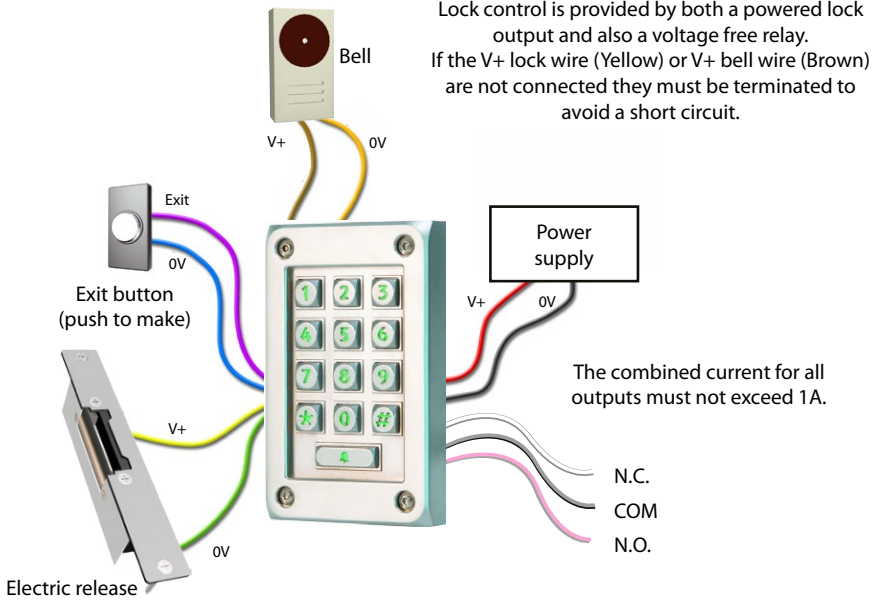 Lock control is provided by both a powered lock
output and also a voltage free relay.
If the V+ lock wire (Yellow) or V+ bell wire (Brown)
are not connected they must be terminated to
avoid a short circuit.
Bell
V+
0V
Exit
0V
Exit button
(push to make)
Power
supply
V+
0V
1 2 3
4 5 6
7 8 9
* 0 #
The combined current for all
outputs must not exceed 1A.
V+
0V
N.C.
COM
N.O.
Electric release